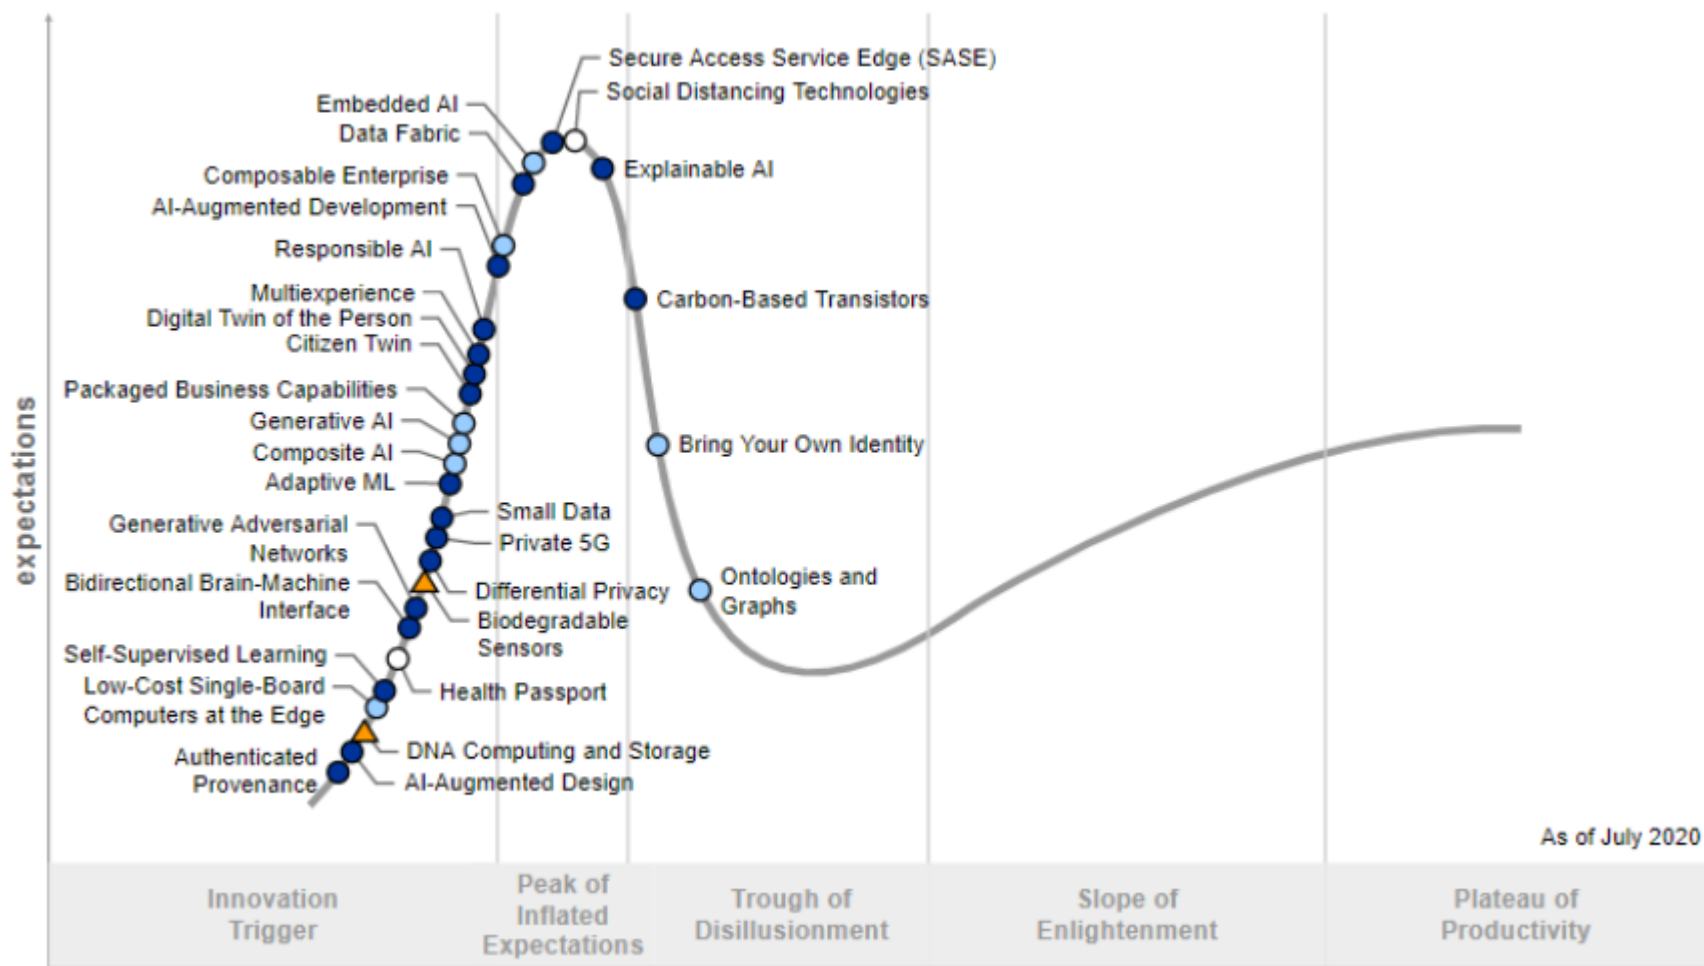 Secure Access Service Edge (SASE)
Social Distancing Technologies
Embedded AI
Data Fabric
Explainable AI
Composable Enterprise
AI-Augmented Development
Responsible AI
Multiexperience
Digital Twin of the Person
Citizen Twin
Carbon-Based Transistors
Packaged Business Capabilities
Generative AI
Composite AI
Adaptive ML
Bring Your Own Identity
Small Data
Private 5G
Generative Adversarial
Networks
Bidirectional Brain-Machine
Interface
Differential Privacy
Biodegradable
Sensors
Ontologies and
Graphs
Self-Supervised Learning
Low-Cost Single-Board
Computers at the Edge
Health Passport
Authenticated
Provenance
DNA Computing and Storage
AI-Augmented Design
expectations
As of July 2020
Innovation
Trigger
Peak of
Inflated
Expectations
Trough of
Disillusionment
Slope of
Enlightenment
Plateau of
Productivity